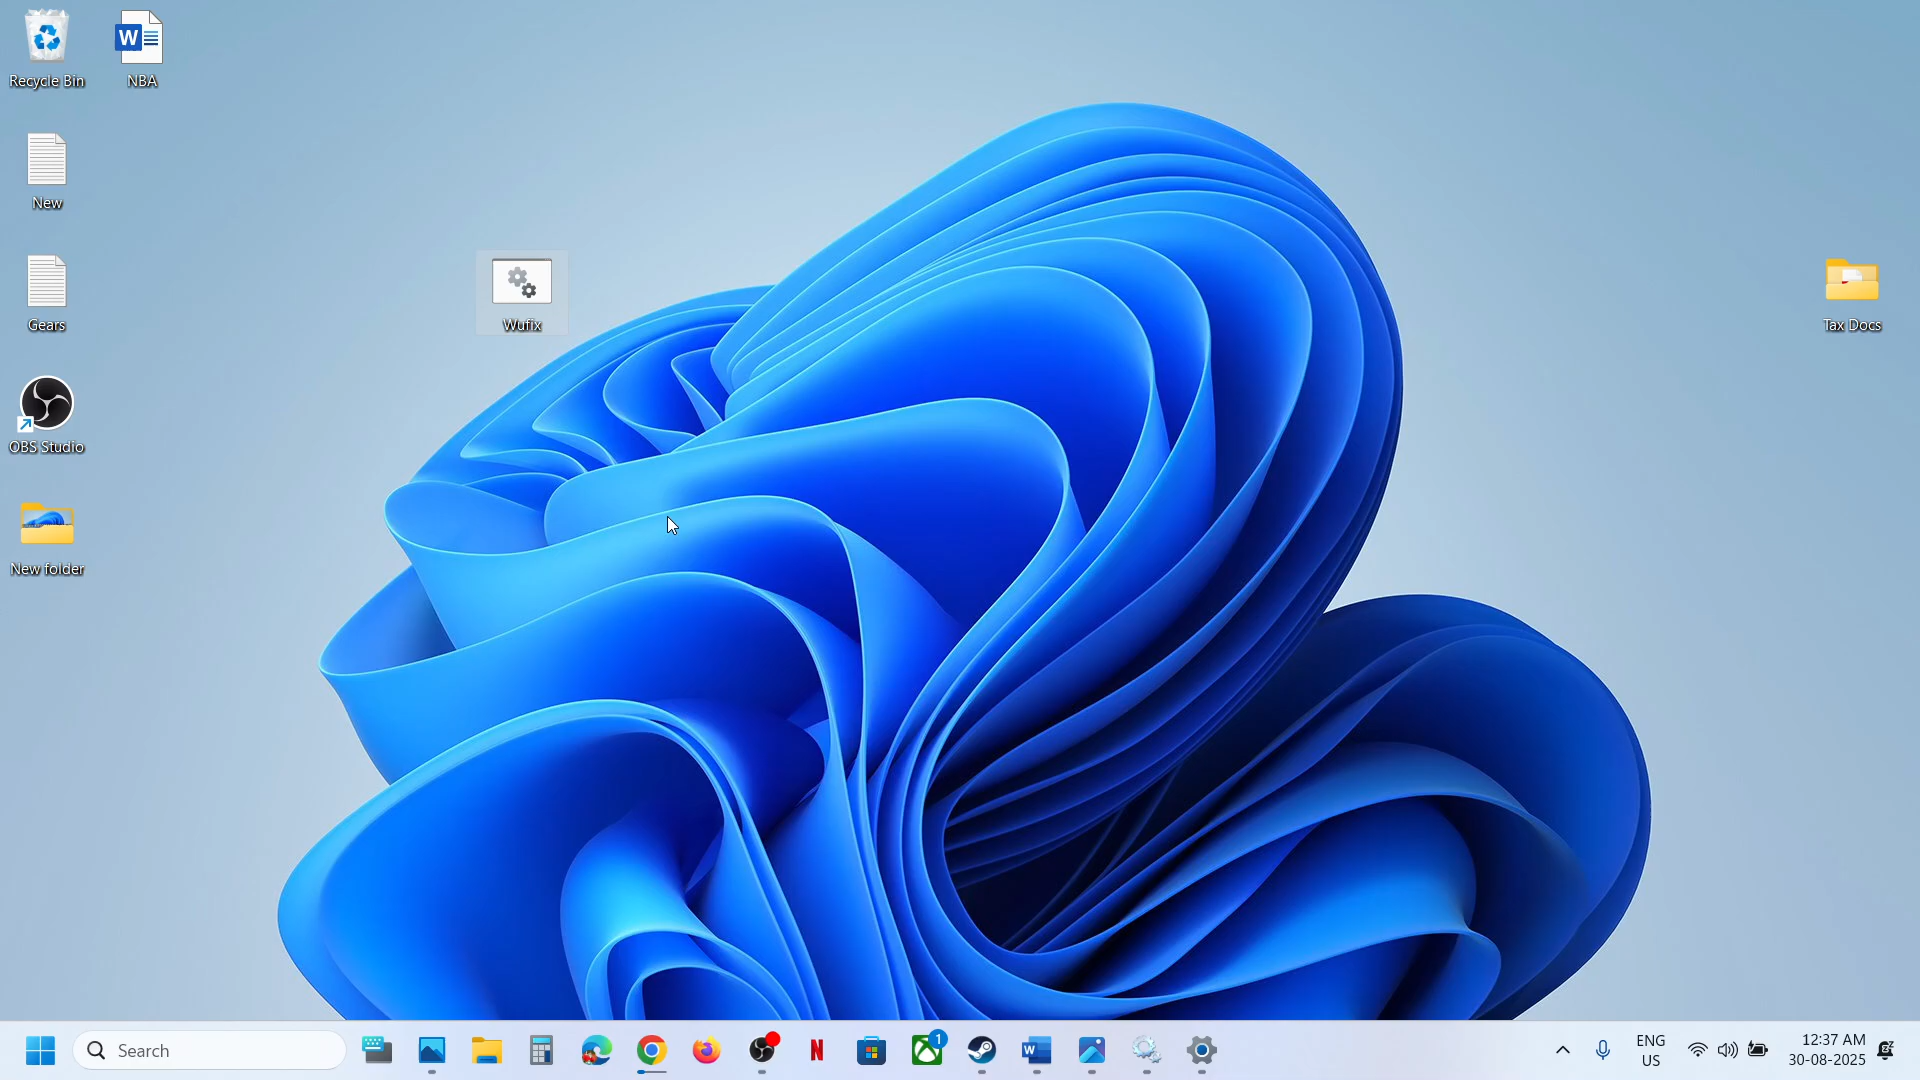 Recycle Bin
W
NBA
New
Gears
OBS Studio
New folder
Wufix
Tax Docs
Search
N
1
W
ENG
US
12:37 AM
30-08-2025